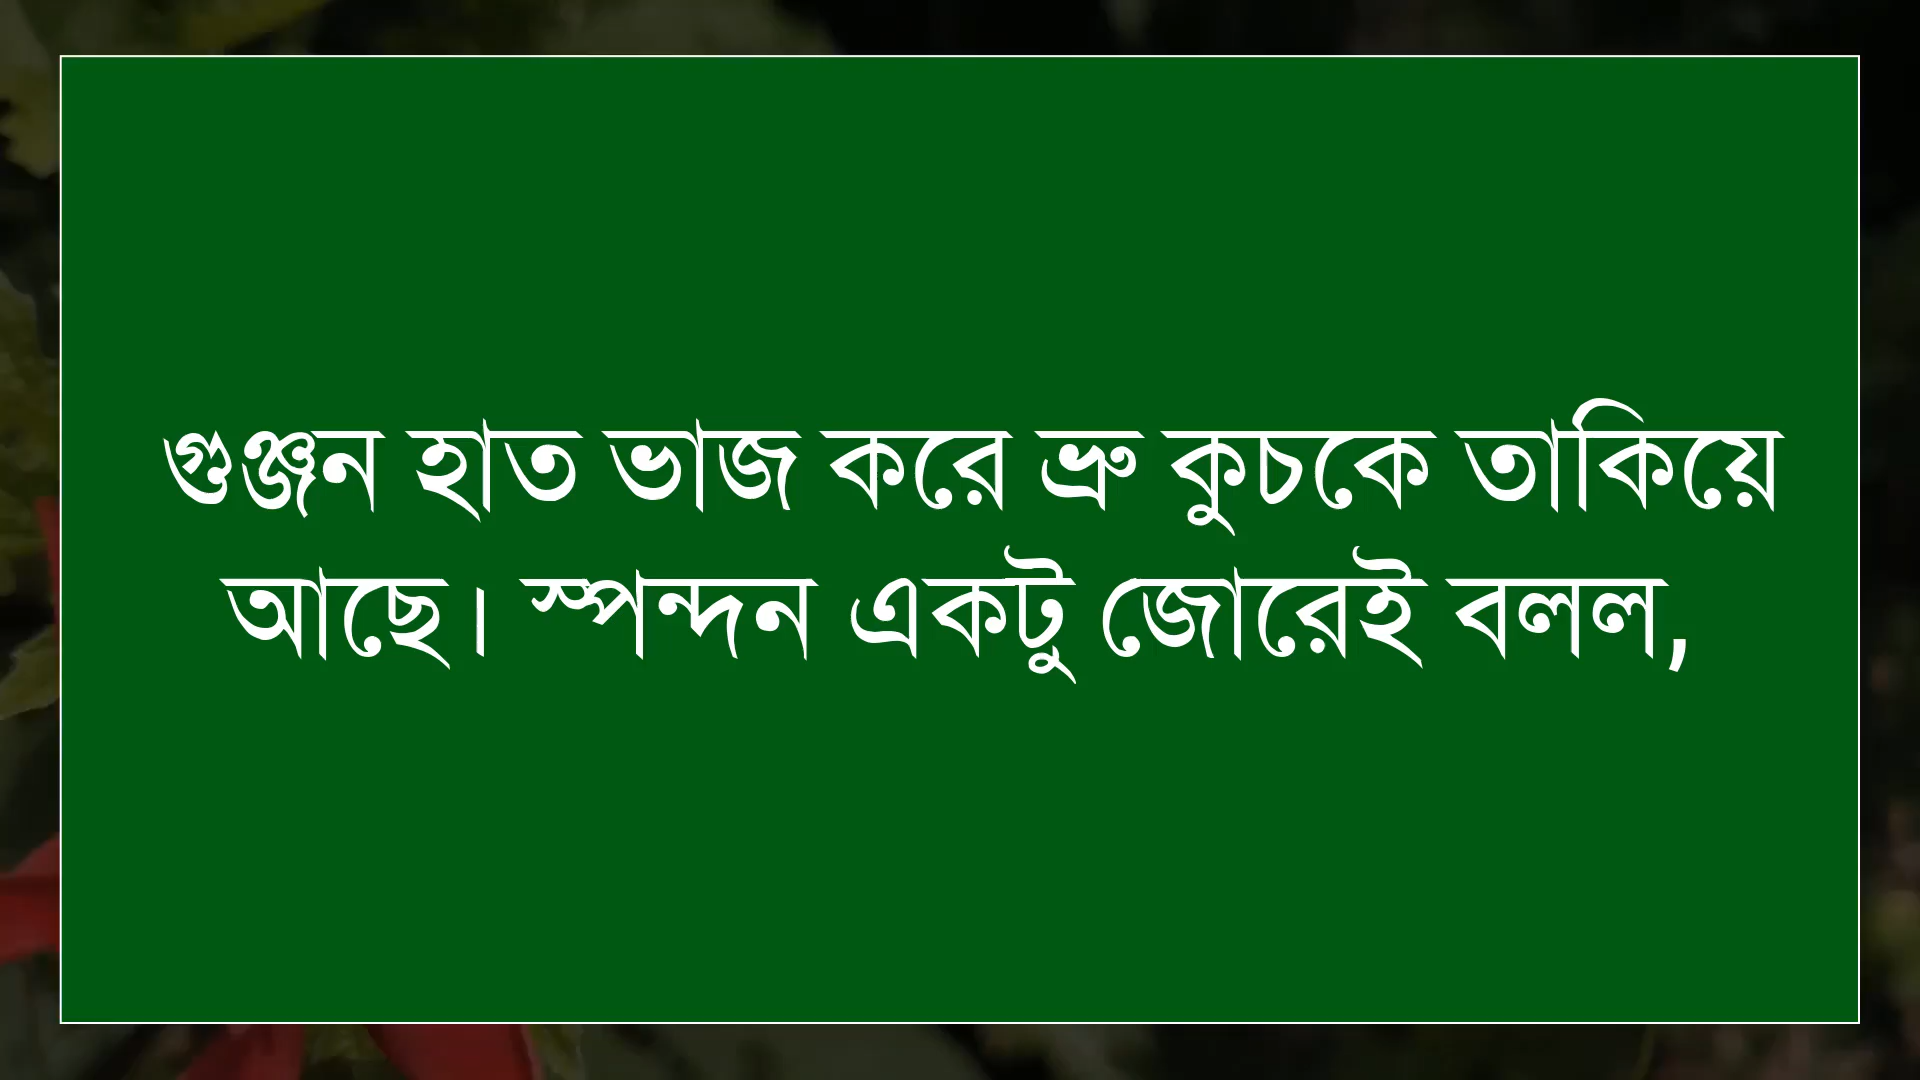 গুঞ্জন হাত ভাজ করে ভ্রু কুচকে তাকিয়ে
আছে। স্পন্দন একটু জোরেই বলল,